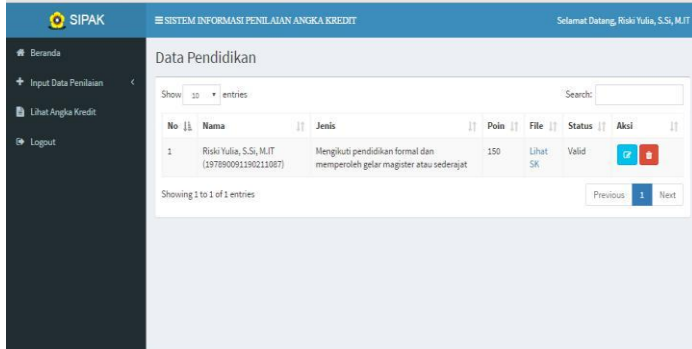 SIPAK
SISTEM INFORMASI PENILAIAN ANGKA KREDIT
Selamat Datang, Riski Yulia, S.Si, M.IT
Beranda
Input Data Penilaian
Lihat Angka Kredit
Logout
Data Pendidikan
Show 10 entries
Search:
No Nama Jenis Poin File Status Aksi
1 Riski Yulia, S.Si, M.IT Mengikuti pendidikan formal dan 150 Lihat Valid
(197890091190211087) memperoleh gelar magister atau sederajat SK
Showing 1 to 1 of 1 entries
Previous 1 Next